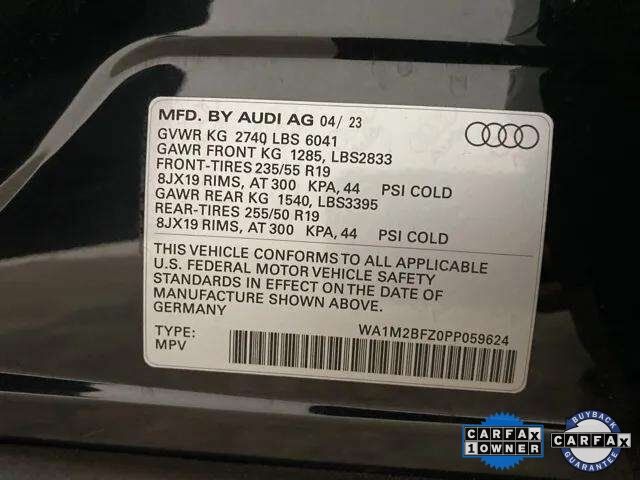 MFD. BY AUDI AG 04/ 23
GVWR KG 2740 LBS 6041
GAWR FRONT KG 1285, LBS2833
FRONT-TIRES 235/55 R19
8JX19 RIMS, AT 300 KPA, 44 PSI COLD
GAWR REAR KG 1540, LBS3395
REAR-TIRES 255/50 R19
8JX19 RIMS, AT 300 KPA, 44 PSI COLD
THIS VEHICLE CONFORMS TO ALL APPLICABLE
U.S. FEDERAL MOTOR VEHICLE SAFETY
STANDARDS IN EFFECT ON THE DATE OF
MANUFACTURE SHOWN ABOVE.
GERMANY
TYPE: WA1M2BFZ0PP059624
MPV
CARFAX
1 OWNER
BUYBACK
CARFAX
GUARANTEE